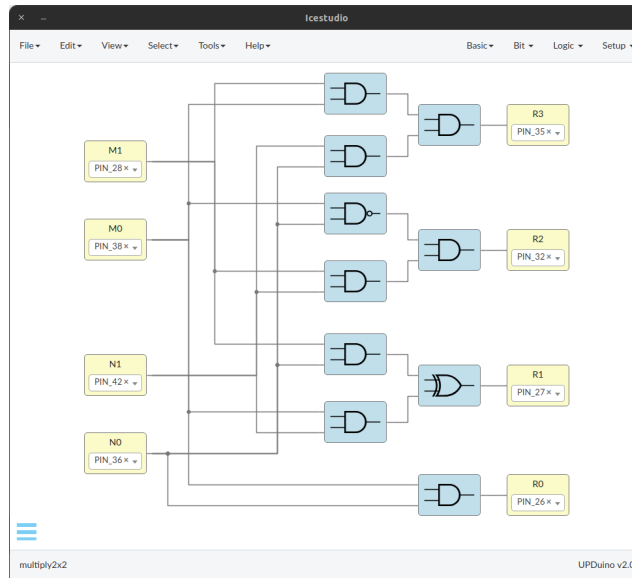 Icestudio
File Edit View Select Tools Help Basic Bit Logic Setup
M1
PIN_28
M0
PIN_38
N1
PIN_42
N0
PIN_36
R3
PIN_35
R2
PIN_32
R1
PIN_27
R0
PIN_26
multiply2x2 UPDuino v2.0